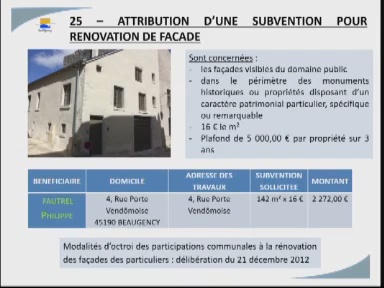 25 – ATTRIBUTION D'UNE SUBVENTION POUR
RENOVATION DE FACADE
Sont concernées :
- les façades visibles du domaine public
- dans le périmètre des monuments
historiques ou propriétés disposant d'un
caractère patrimonial particulier, spécifique
ou remarquable
- 16 € le m²
- Plafond de 5 000,00 € par propriété sur 3
ans
BENEFICIAIRE DOMICILE ADRESSE DES TRAVAUX SUBVENTION SOLLICITEE MONTANT
FAUTREL PHILIPPE
4, Rue Porte Vendômoise 45190 BEAUGENCY
4, Rue Porte Vendômoise
142 m² x 16 €
2 272,00 €
Modalités d'octroi des participations communales à la rénovation
des façades des particuliers : délibération du 21 décembre 2012